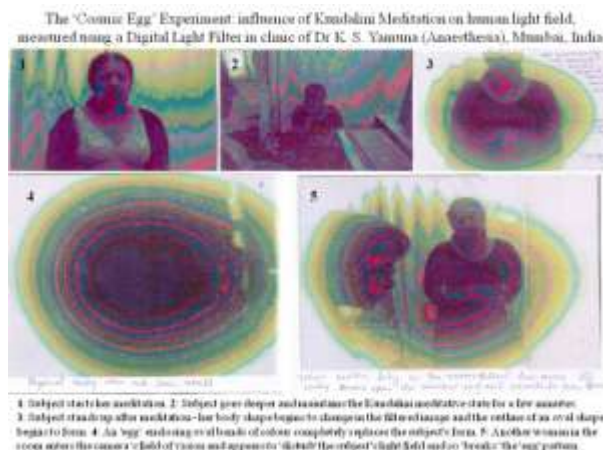 The 'Cosmic Egg' Experiment: influence of Kundalini Meditation on human light field,
measured using a Digital Light Filter in clinic of Dr K. S. Yamuna (Anaesthesia), Mumbai, India
1
2
3
4
5
1: Subject starts her meditation. 2: Subject goes deeper and maintains the Kundalini meditative state for a few minutes.
3: Subject stands up after meditation - her body shape begins to change in the filtered image and the outline of an oval shape
begins to form. 4: An 'egg' enclosing oval bands of colour completely replaces the subject's form. 5: Another woman in the
room enters the camera's field of vision and appears to 'disturb' the subject's light field and so 'breaks' the 'egg' pattern.